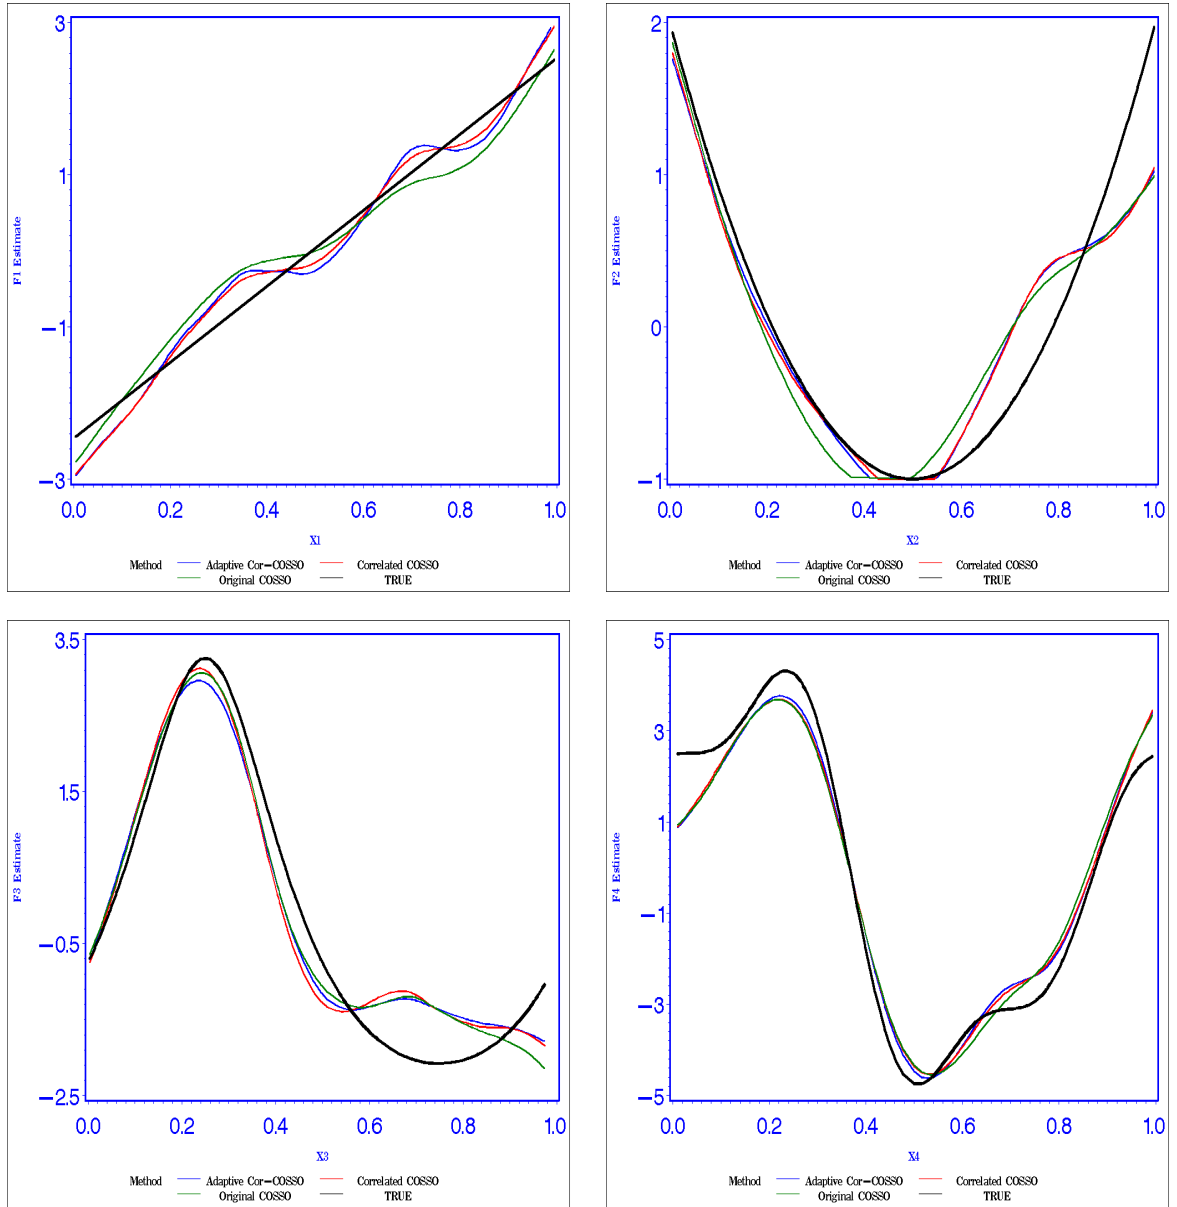 3
1
−1
−3
F1 Estimate
0.0 0.2 0.4 0.6 0.8 1.0
X1
Method Adaptive Cor−COSSO Correlated COSSO
Original COSSO TRUE
2
1
0
−1
F2 Estimate
0.0 0.2 0.4 0.6 0.8 1.0
X2
Method Adaptive Cor−COSSO Correlated COSSO
Original COSSO TRUE
3.5
1.5
−0.5
−2.5
F3 Estimate
0.0 0.2 0.4 0.6 0.8 1.0
X3
Method Adaptive Cor−COSSO Correlated COSSO
Original COSSO TRUE
5
3
1
−1
−3
−5
F4 Estimate
0.0 0.2 0.4 0.6 0.8 1.0
X4
Method Adaptive Cor−COSSO Correlated COSSO
Original COSSO TRUE